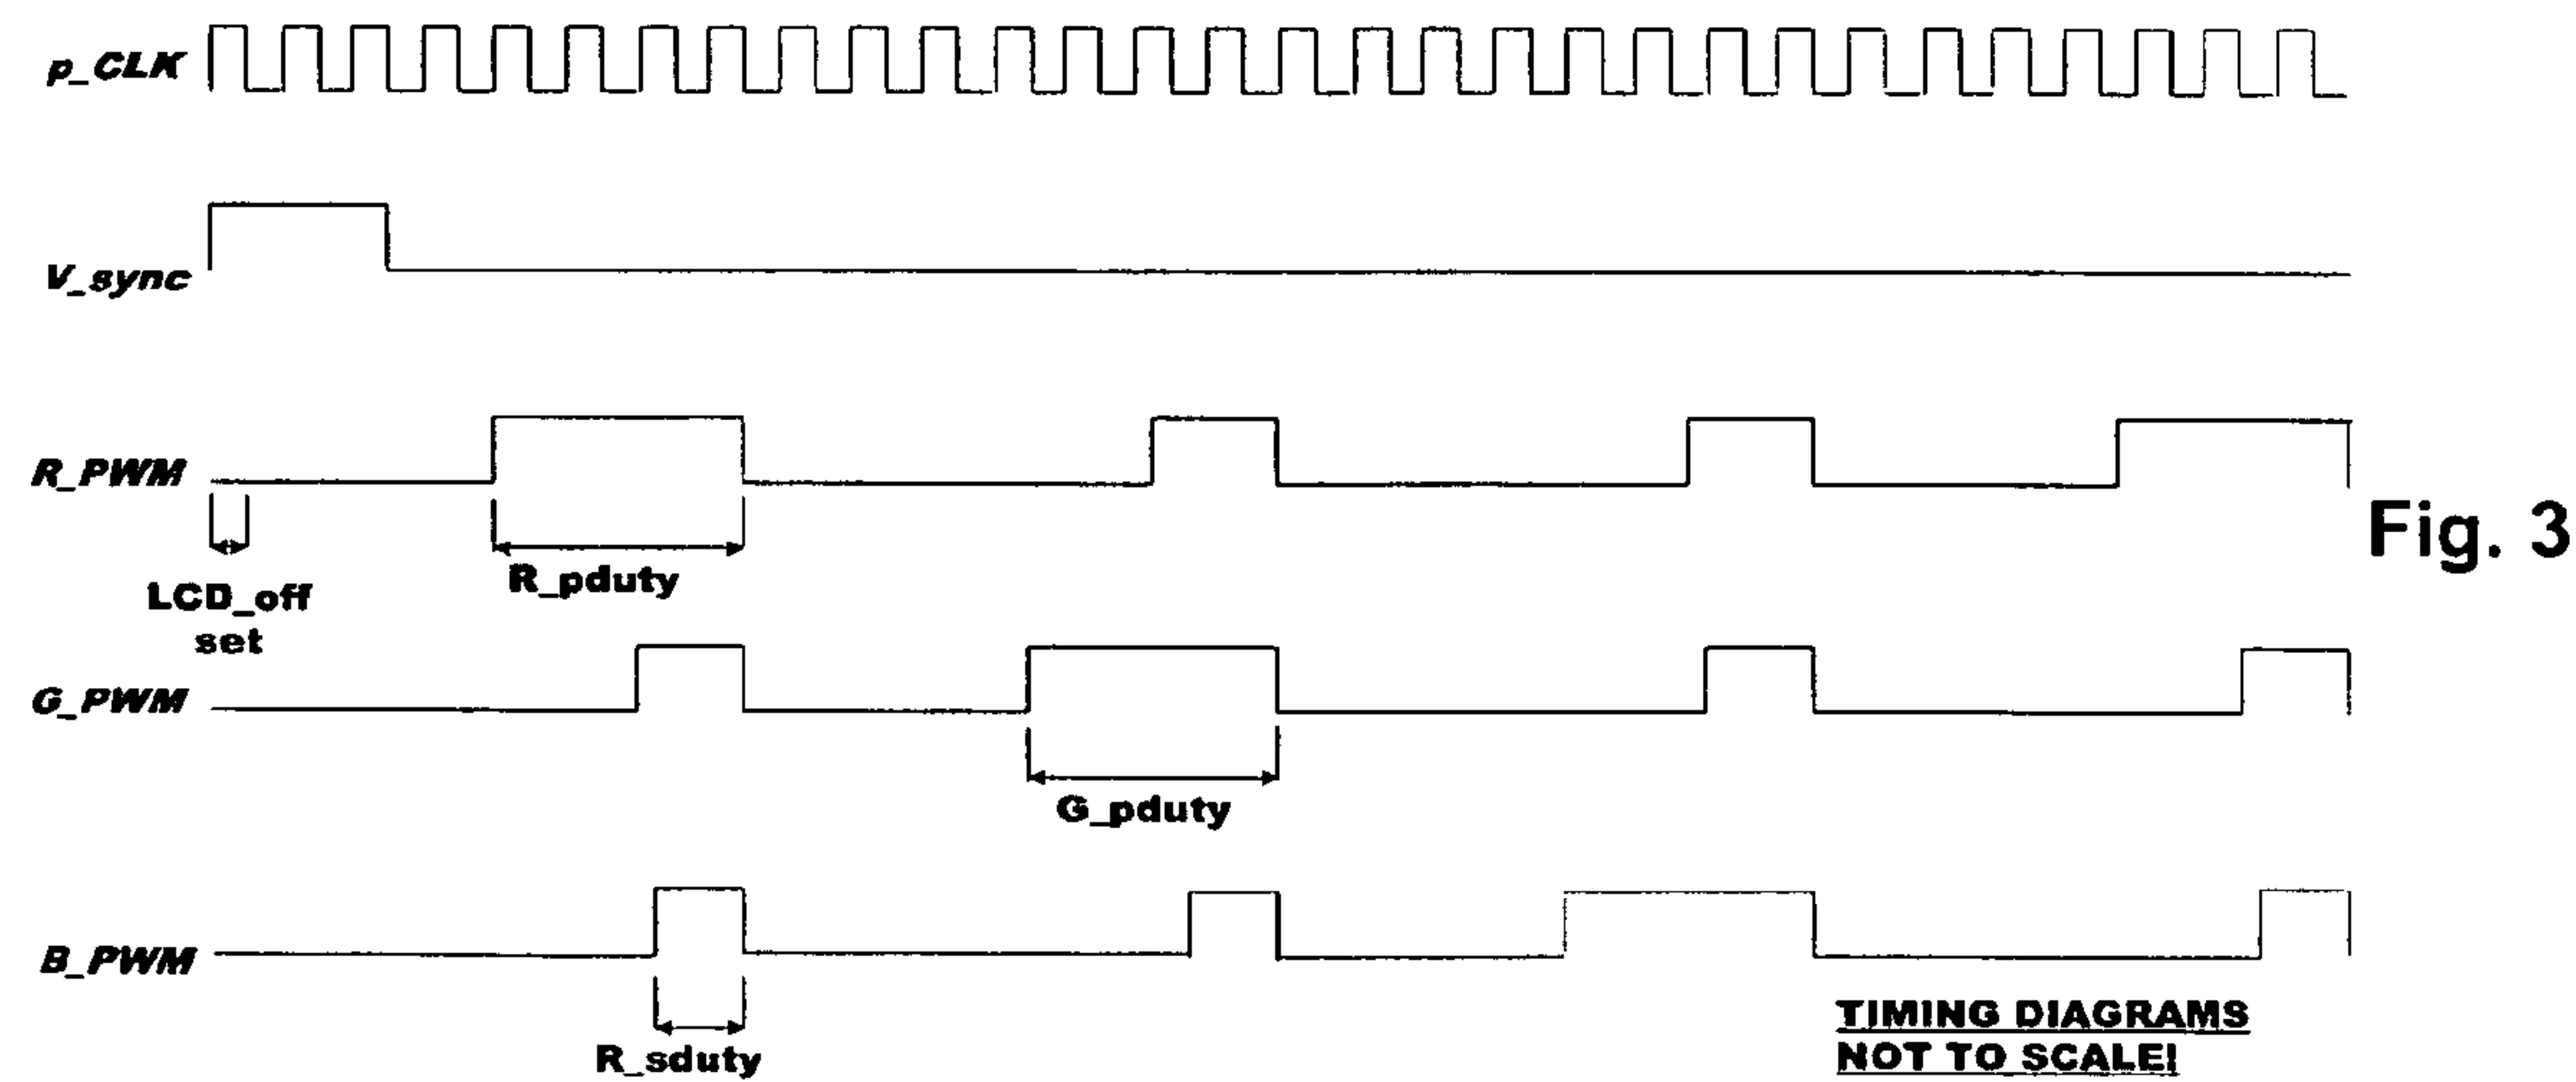 p_CLK
V_sync
R_PWM
Fig. 3
R_pduty
LCD_off
set
G_PWM
G_pduty
B_PWM
R_sduty
TIMING DIAGRAMS
NOT TO SCALE!